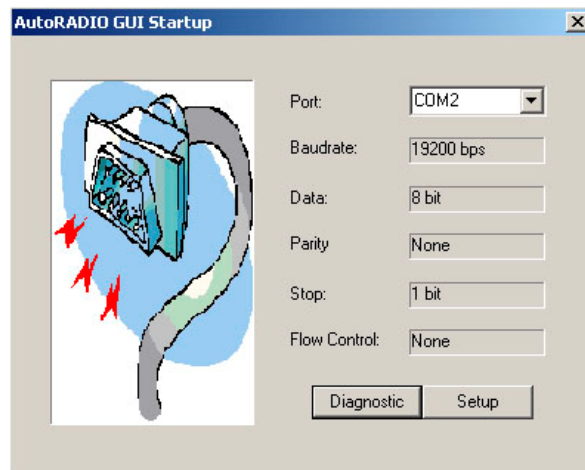 AutoRADIO GUI Startup
Port: COM2
Baudrate: 19200 bps
Data: 8 bit
Parity None
Stop: 1 bit
Flow Control: None
Diagnostic Setup